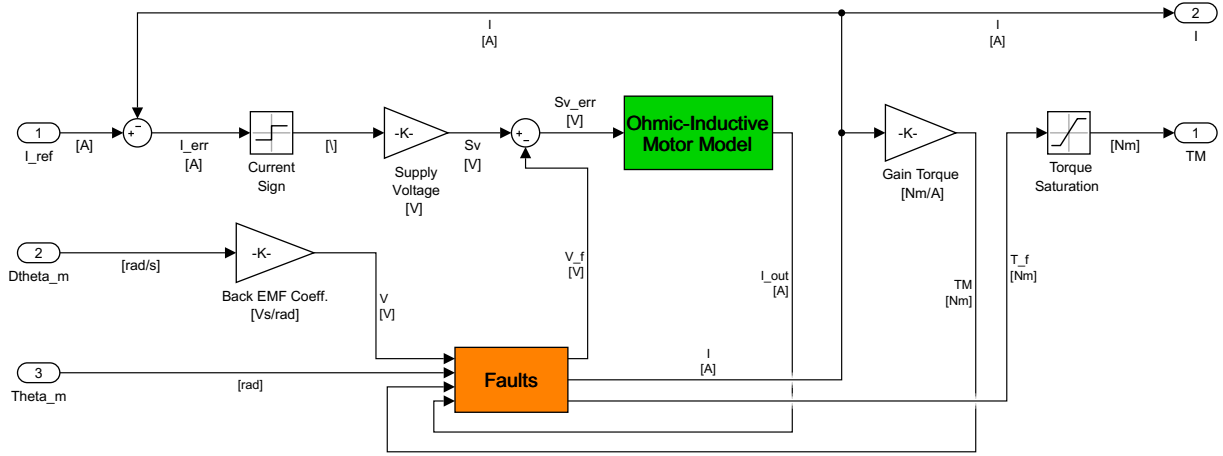 I
[A]
I
[A]
2
I
1
I_ref
[A]
+
−
I_err
[A]
Current
Sign
[\]
-K-
Supply
Voltage
[V]
Sv
[V]
+
−
Sv_err
[V]
Ohmic-Inductive
Motor Model
-K-
Gain Torque
[Nm/A]
Torque
Saturation
[Nm]
1
TM
2
Dtheta_m
[rad/s]
-K-
Back EMF Coeff.
[Vs/rad]
V
[V]
V_f
[V]
I_out
[A]
TM
[Nm]
T_f
[Nm]
3
Theta_m
[rad]
Faults
I
[A]